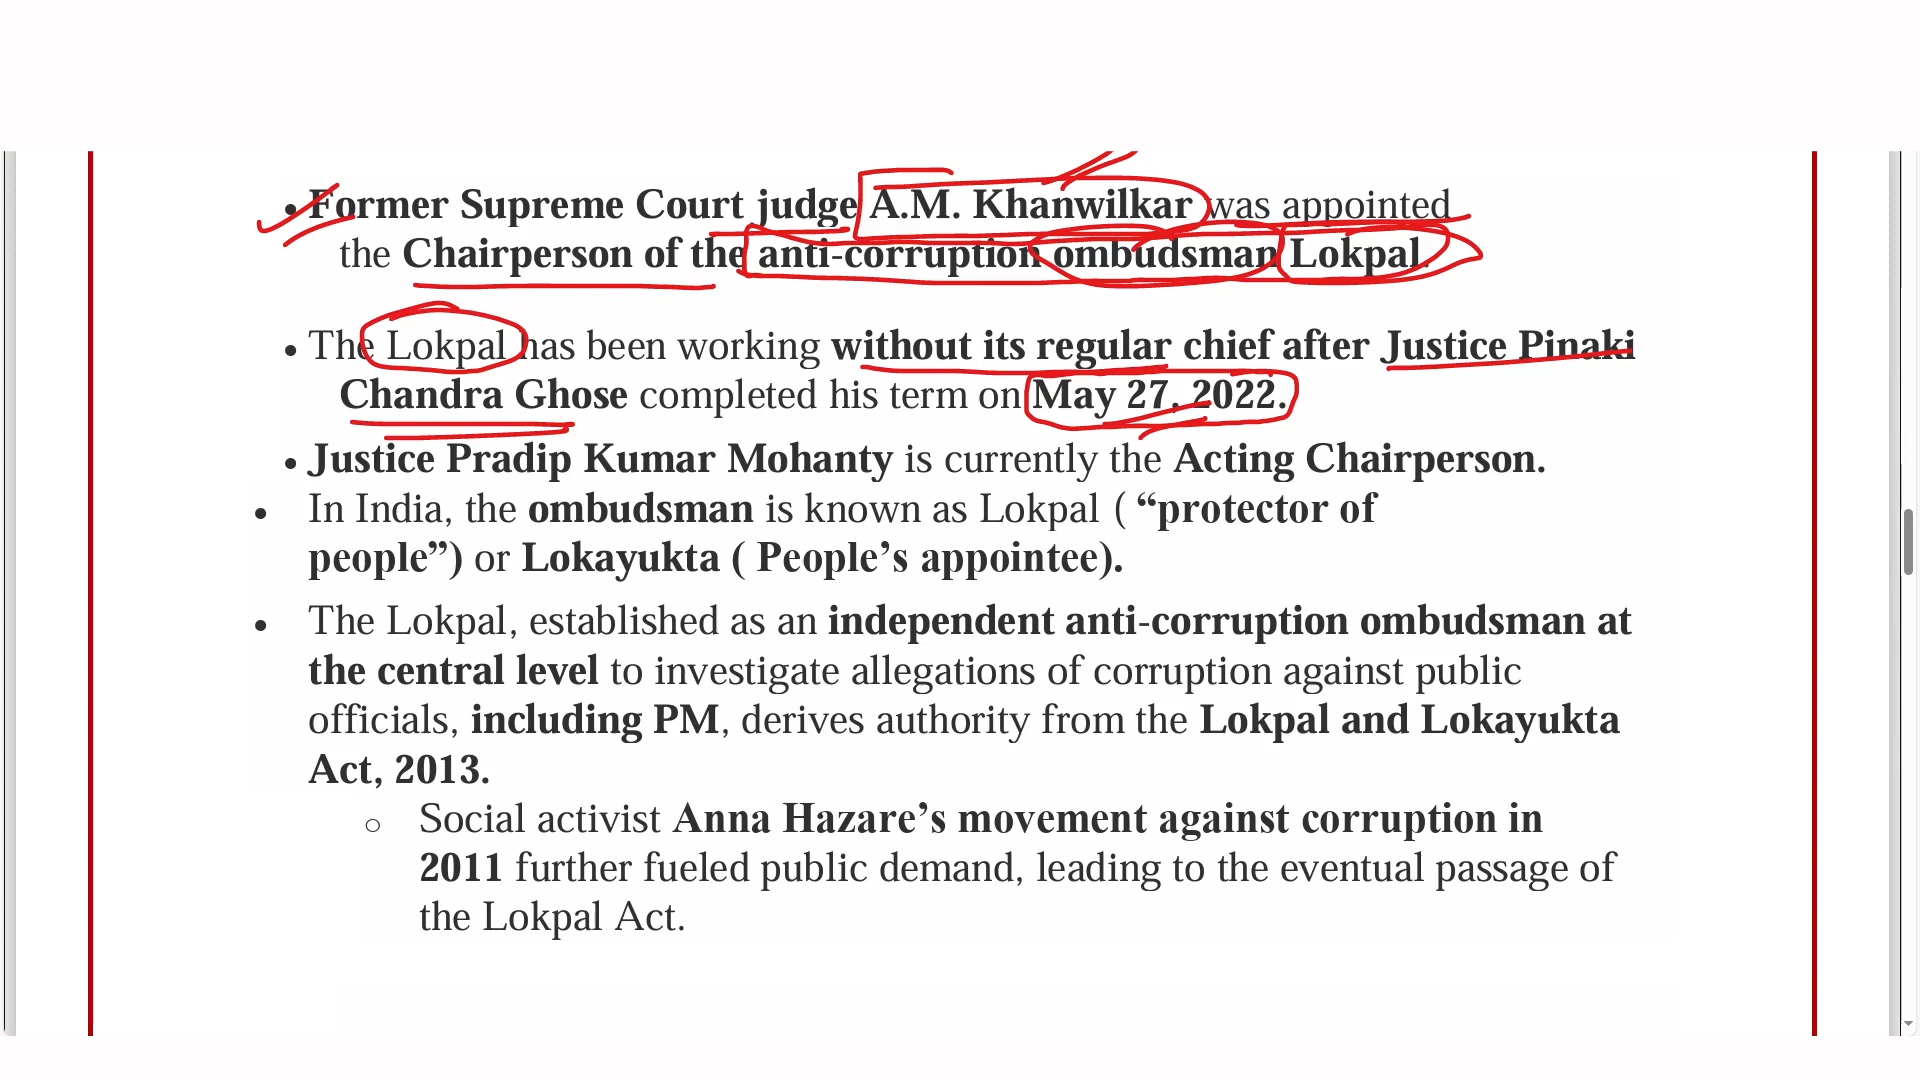 • Former Supreme Court judge A.M. Khanwilkar was appointed
the Chairperson of the anti-corruption ombudsman Lokpal.
• The Lokpal has been working without its regular chief after Justice Pinaki
Chandra Ghose completed his term on May 27, 2022.
• Justice Pradip Kumar Mohanty is currently the Acting Chairperson.
• In India, the ombudsman is known as Lokpal ( “protector of
people”) or Lokayukta ( People’s appointee).
• The Lokpal, established as an independent anti-corruption ombudsman at
the central level to investigate allegations of corruption against public
officials, including PM, derives authority from the Lokpal and Lokayukta
Act, 2013.
○ Social activist Anna Hazare’s movement against corruption in
2011 further fueled public demand, leading to the eventual passage of
the Lokpal Act.